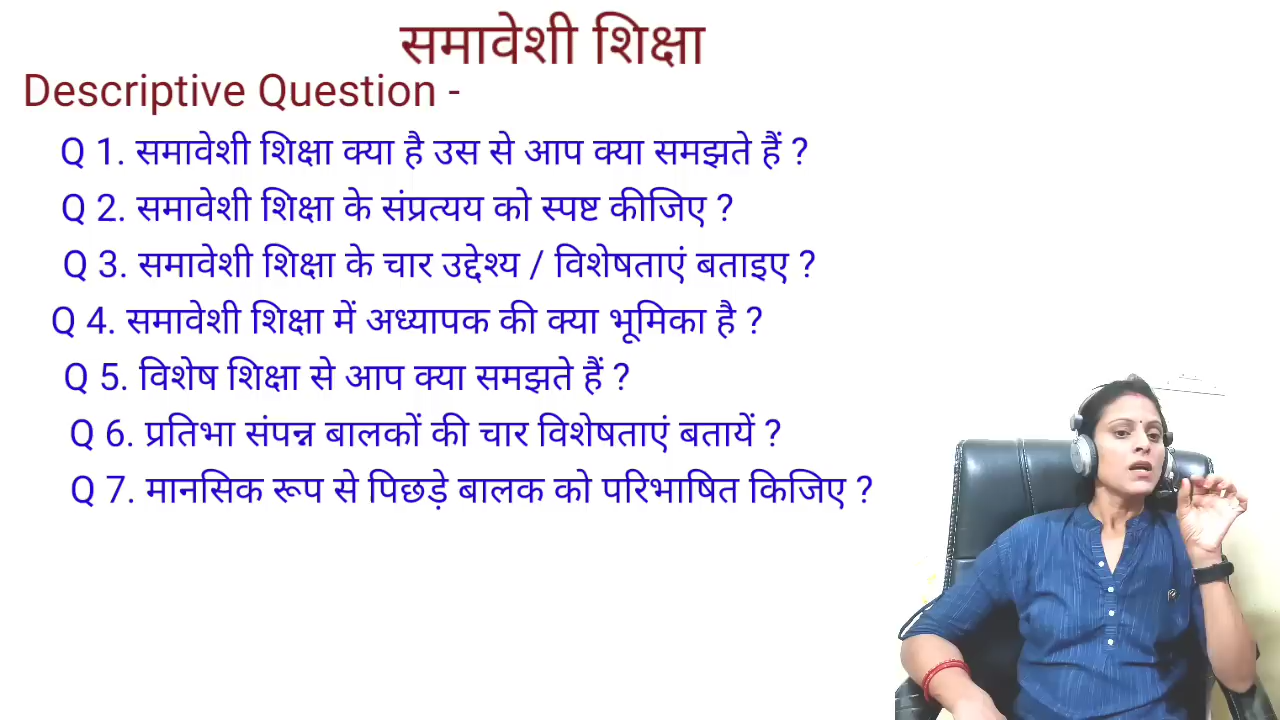 समावेशी शिक्षा
Descriptive Question -
Q 1. समावेशी शिक्षा क्या है उस से आप क्या समझते हैं ?
Q 2. समावेशी शिक्षा के संप्रत्यय को स्पष्ट कीजिए ?
Q 3. समावेशी शिक्षा के चार उद्देश्य / विशेषताएं बताइए ?
Q 4. समावेशी शिक्षा में अध्यापक की क्या भूमिका है ?
Q 5. विशेष शिक्षा से आप क्या समझते हैं ?
Q 6. प्रतिभा संपन्न बालकों की चार विशेषताएं बतायें ?
Q 7. मानसिक रूप से पिछड़े बालक को परिभाषित किजिए ?